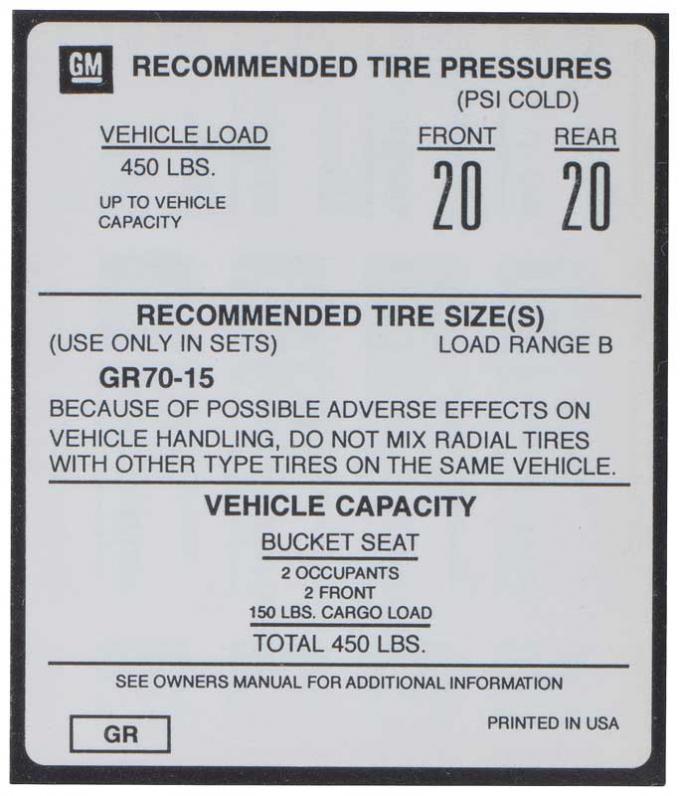 GM RECOMMENDED TIRE PRESSURES
(PSI COLD)
VEHICLE LOAD FRONT REAR
450 LBS. 20 20
UP TO VEHICLE
CAPACITY
RECOMMENDED TIRE SIZE(S)
(USE ONLY IN SETS) LOAD RANGE B
GR70-15
BECAUSE OF POSSIBLE ADVERSE EFFECTS ON
VEHICLE HANDLING, DO NOT MIX RADIAL TIRES
WITH OTHER TYPE TIRES ON THE SAME VEHICLE.
VEHICLE CAPACITY
BUCKET SEAT
2 OCCUPANTS
2 FRONT
150 LBS. CARGO LOAD
TOTAL 450 LBS.
SEE OWNERS MANUAL FOR ADDITIONAL INFORMATION
GR PRINTED IN USA